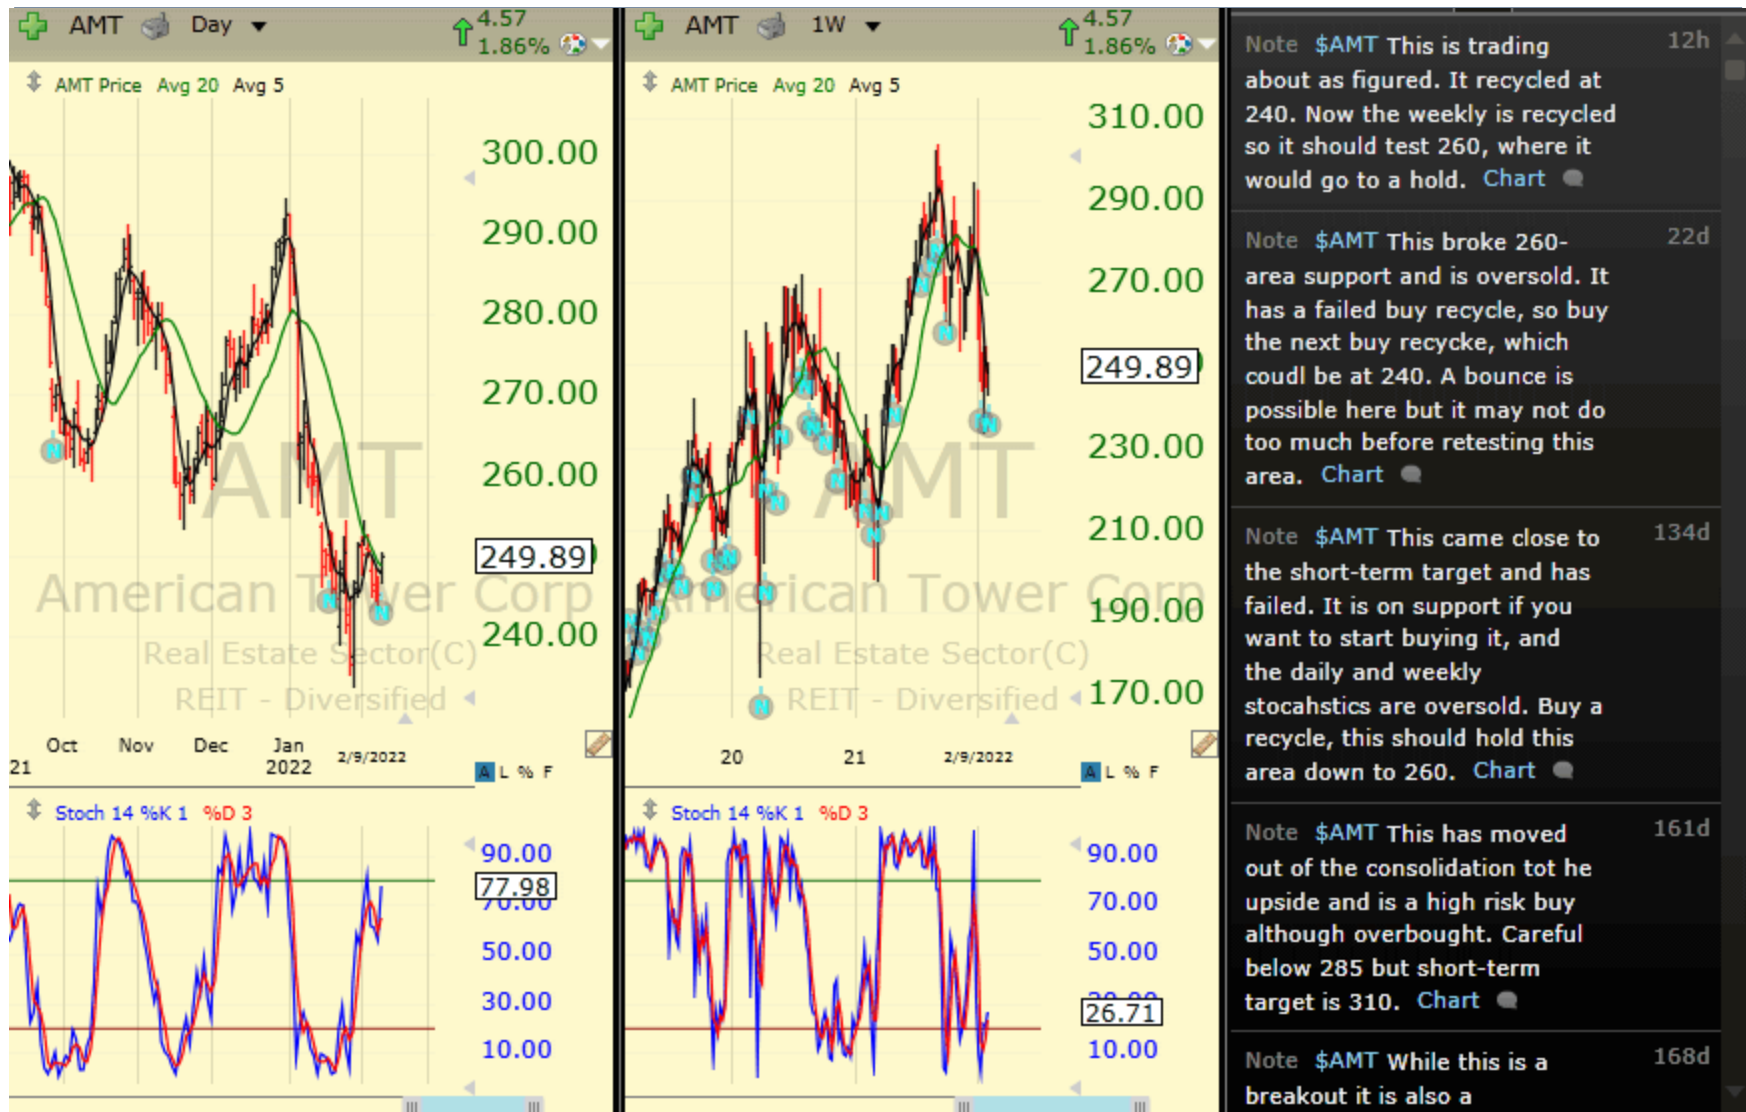 AMT Day 4.57 1.86%
AMT Price Avg 20 Avg 5
300.00
290.00
280.00
270.00
260.00
249.89
240.00
AMT
American Tower Corp
Real Estate Sector(C)
REIT - Diversified
Oct Nov Dec Jan 2/9/2022
21 2022
A L % F
Stoch 14 %K 1 %D 3
90.00
77.98
70.00
50.00
30.00
10.00
AMT 1W 4.57 1.86%
AMT Price Avg 20 Avg 5
310.00
290.00
270.00
249.89
230.00
210.00
190.00
170.00
AMT
American Tower Corp
Real Estate Sector(C)
REIT - Diversified
20 21 2/9/2022
A L % F
Stoch 14 %K 1 %D 3
90.00
70.00
50.00
30.00
26.71
10.00
Note $AMT This is trading 12h
about as figured. It recycled at
240. Now the weekly is recycled
so it should test 260, where it
would go to a hold. Chart
Note $AMT This broke 260- 22d
area support and is oversold. It
has a failed buy recycle, so buy
the next buy recycke, which
coudl be at 240. A bounce is
possible here but it may not do
too much before retesting this
area. Chart
Note $AMT This came close to 134d
the short-term target and has
failed. It is on support if you
want to start buying it, and
the daily and weekly
stocahstics are oversold. Buy a
recycle, this should hold this
area down to 260. Chart
Note $AMT This has moved 161d
out of the consolidation tot he
upside and is a high risk buy
although overbought. Careful
below 285 but short-term
target is 310. Chart
Note $AMT While this is a 168d
breakout it is also a